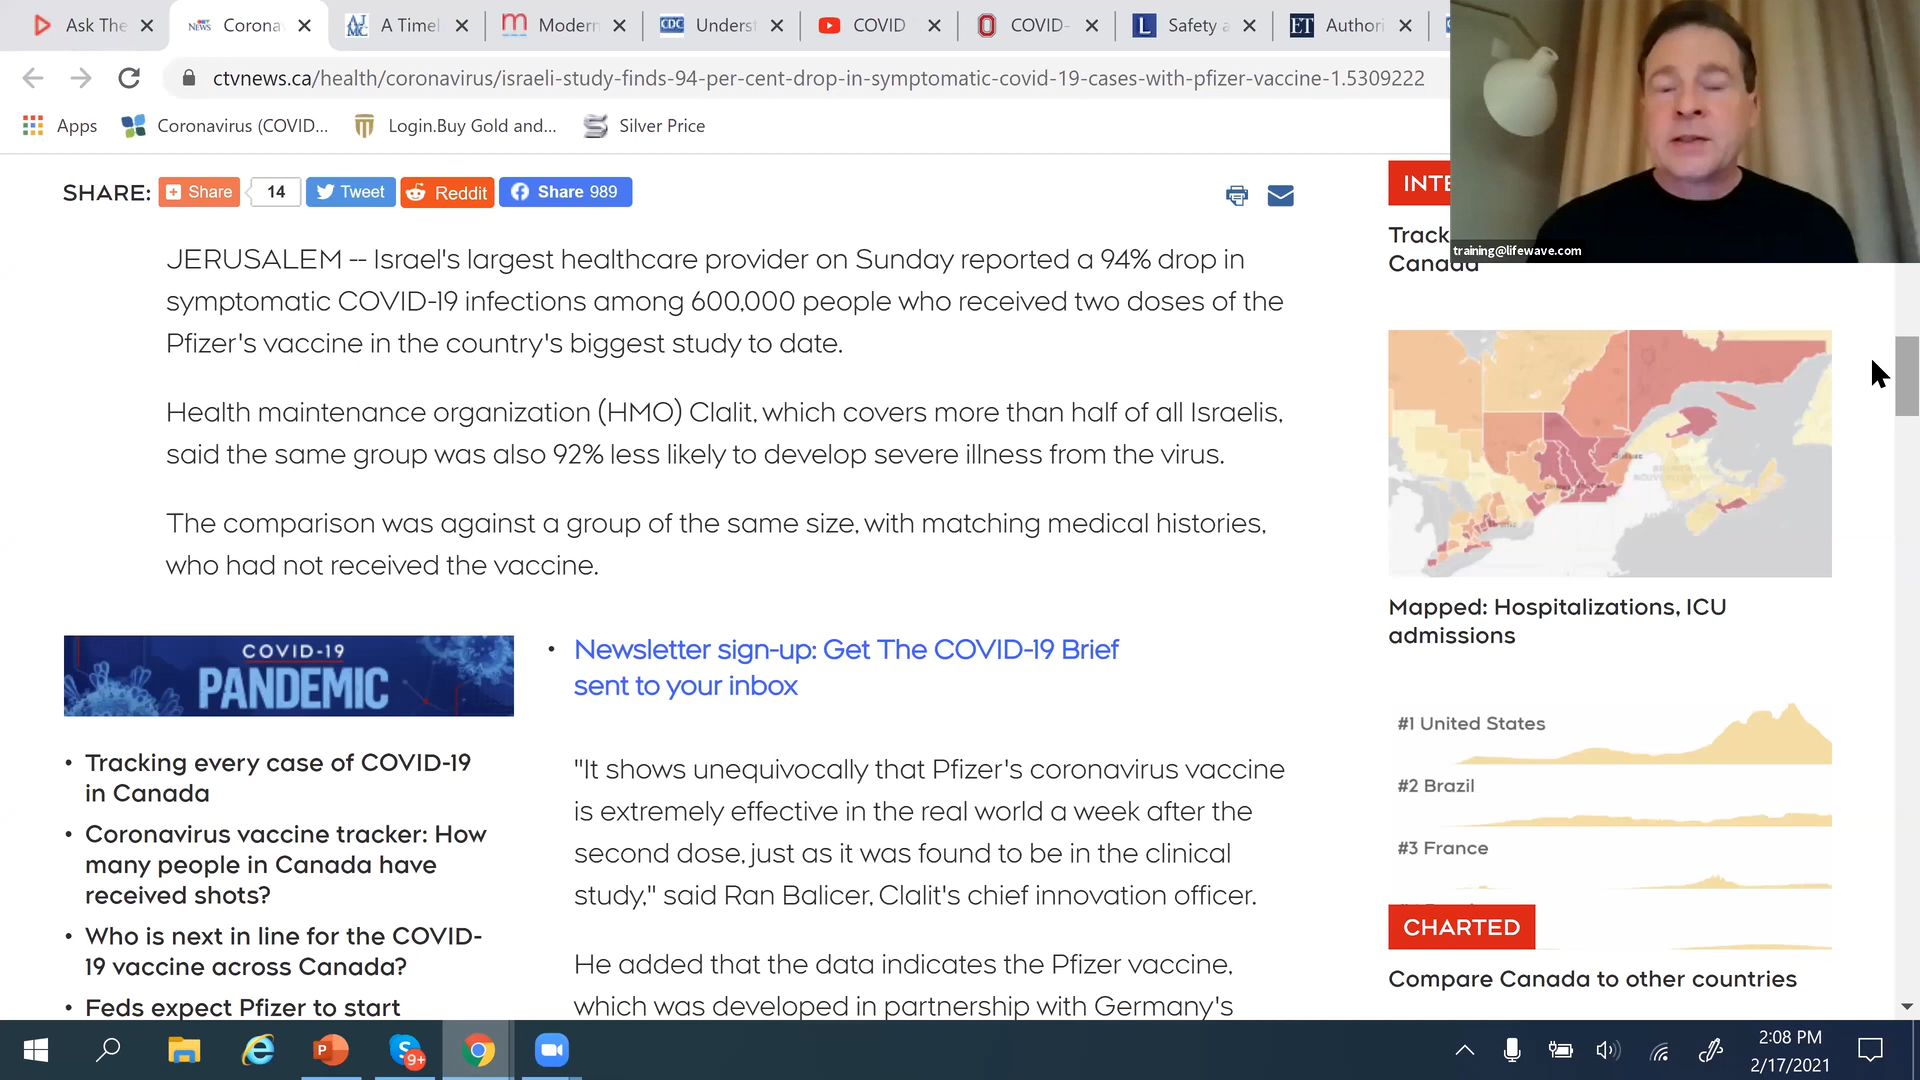 Ask The
Corona
A Timel
Modern
Underst
COVID
COVID-
Safety a
Authori
ctvnews.ca/health/coronavirus/israeli-study-finds-94-per-cent-drop-in-symptomatic-covid-19-cases-with-pfizer-vaccine-1.5309222
Apps
Coronavirus (COVID...
Login.Buy Gold and...
Silver Price
training@lifewave.com
SHARE:
Share
14
Tweet
Reddit
Share 989
JERUSALEM -- Israel's largest healthcare provider on Sunday reported a 94% drop in
symptomatic COVID-19 infections among 600,000 people who received two doses of the
Pfizer's vaccine in the country's biggest study to date.
Health maintenance organization (HMO) Clalit, which covers more than half of all Israelis,
said the same group was also 92% less likely to develop severe illness from the virus.
The comparison was against a group of the same size, with matching medical histories,
who had not received the vaccine.
COVID-19
PANDEMIC
• Tracking every case of COVID-19
in Canada
• Coronavirus vaccine tracker: How
many people in Canada have
received shots?
• Who is next in line for the COVID-
19 vaccine across Canada?
• Feds expect Pfizer to start
• Newsletter sign-up: Get The COVID-19 Brief
sent to your inbox
"It shows unequivocally that Pfizer's coronavirus vaccine
is extremely effective in the real world a week after the
second dose, just as it was found to be in the clinical
study," said Ran Balicer, Clalit's chief innovation officer.
He added that the data indicates the Pfizer vaccine,
which was developed in partnership with Germany's
INTE
Track
Canada
Mapped: Hospitalizations, ICU
admissions
#1 United States
#2 Brazil
#3 France
CHARTED
Compare Canada to other countries
9+
2:08 PM
2/17/2021